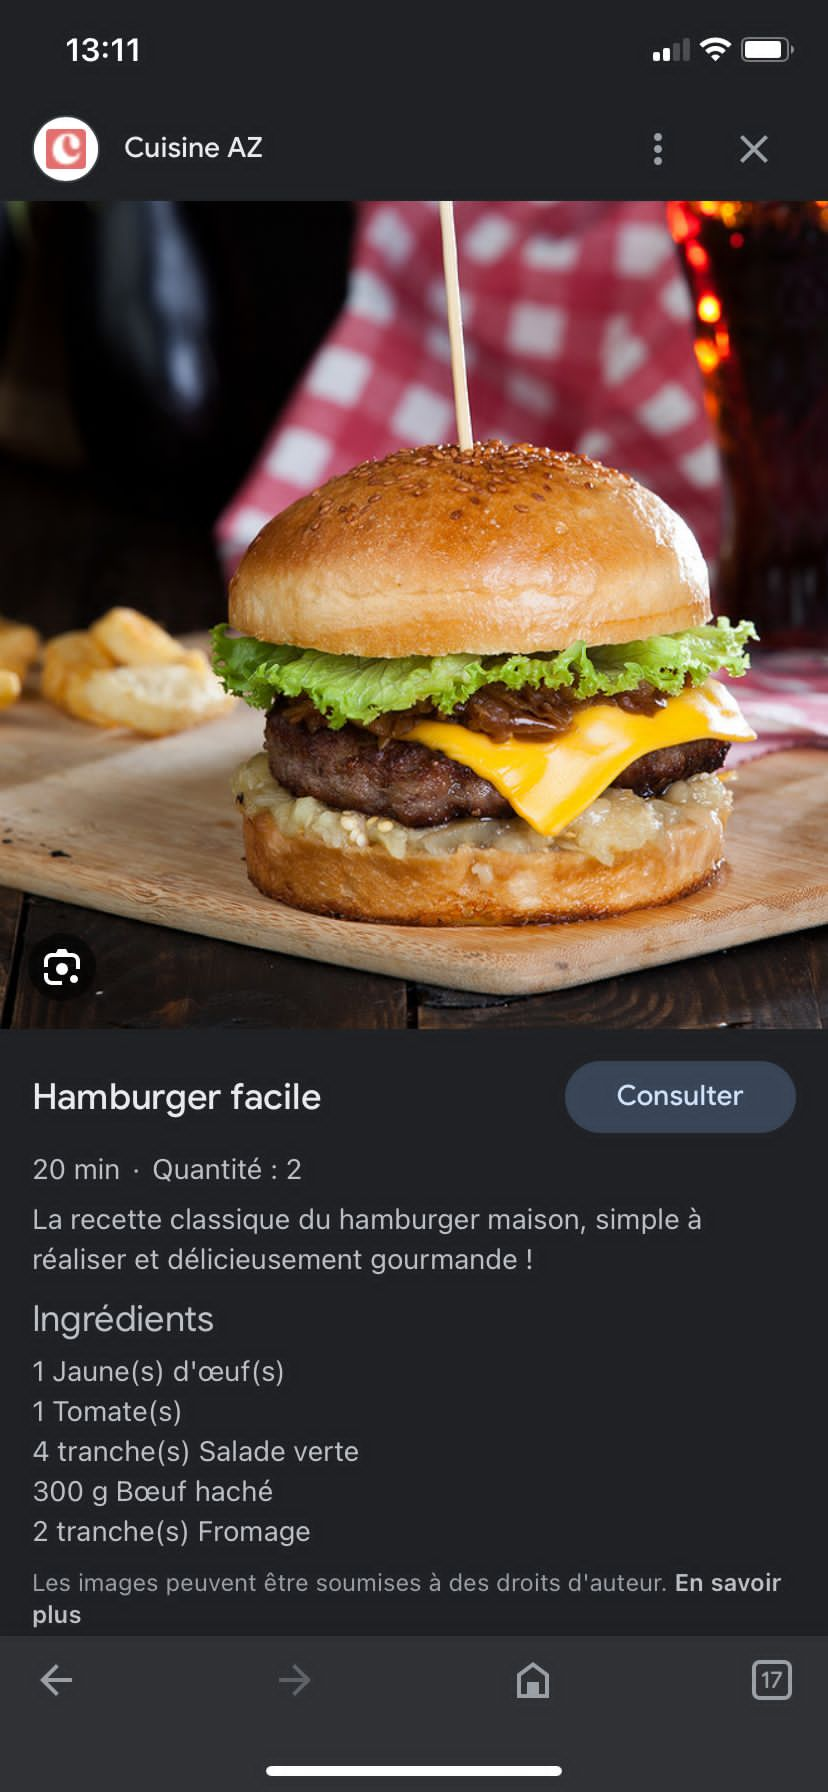 13:11
Cuisine AZ
Hamburger facile
Consulter
20 min · Quantité : 2
La recette classique du hamburger maison, simple à
réaliser et délicieusement gourmande !
Ingrédients
1 Jaune(s) d'œuf(s)
1 Tomate(s)
4 tranche(s) Salade verte
300 g Bœuf haché
2 tranche(s) Fromage
Les images peuvent être soumises à des droits d'auteur. En savoir
plus
17